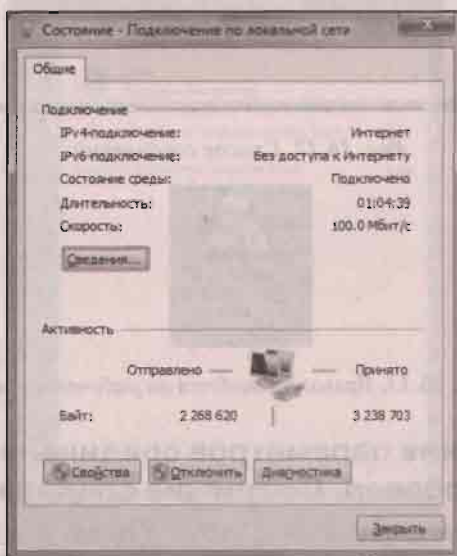 Состояние - Подключение по локальной сети
Общие
Подключение
IPv4-подключение: Интернет
IPv6-подключение: Без доступа к Интернету
Состояние среды: Подключено
Длительность: 01:04:39
Скорость: 100.0 Мбит/с
Сведения...
Активность
Отправлено — — Принято
Байт: 2 268 620 3 238 703
Свойства Отключить Диагностика
Закрыть